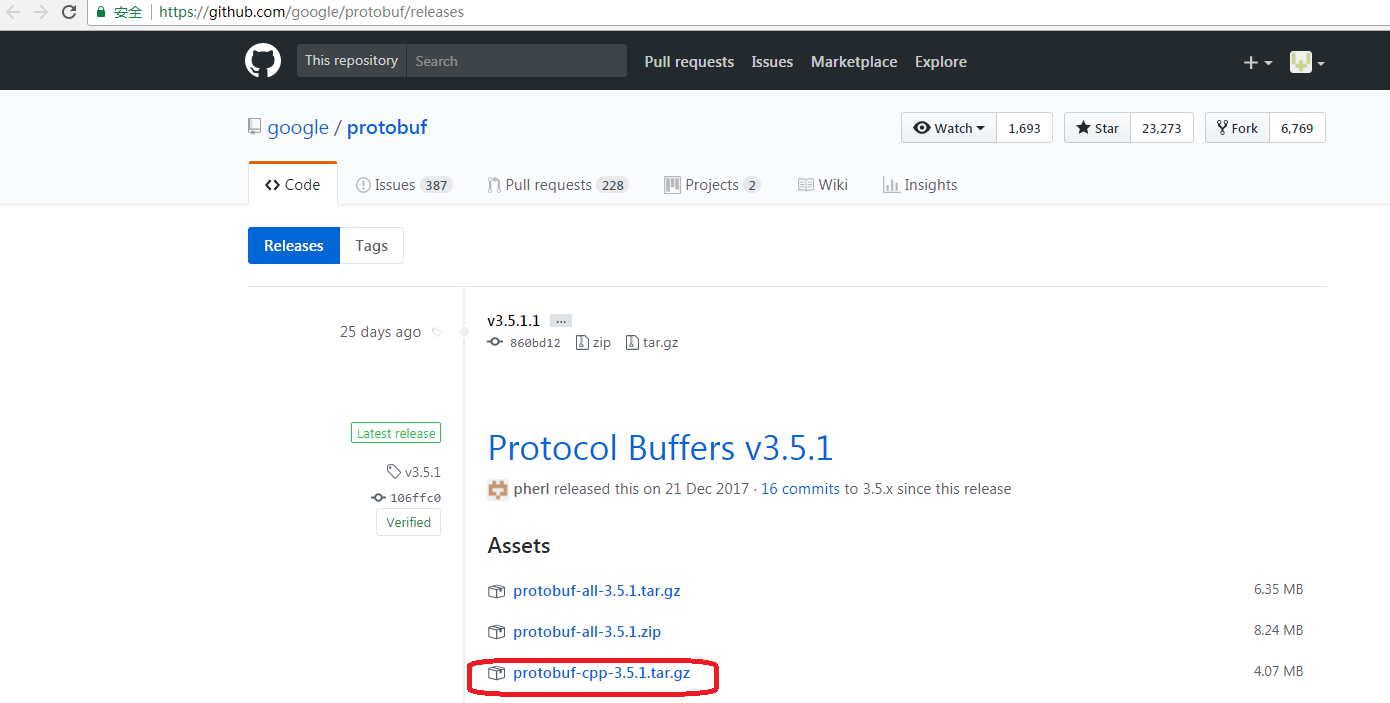 安全 https://github.com/google/protobuf/releases
This repository Search Pull requests Issues Marketplace Explore
google / protobuf Watch 1,693 Star 23,273 Fork 6,769
Code Issues 387 Pull requests 228 Projects 2 Wiki Insights
Releases Tags
v3.5.1.1 ...
25 days ago
860bd12 zip tar.gz
Latest release
Protocol Buffers v3.5.1
v3.5.1
pherl released this on 21 Dec 2017 · 16 commits to 3.5.x since this release
106ffc0
Verified
Assets
protobuf-all-3.5.1.tar.gz 6.35 MB
protobuf-all-3.5.1.zip 8.24 MB
protobuf-cpp-3.5.1.tar.gz 4.07 MB